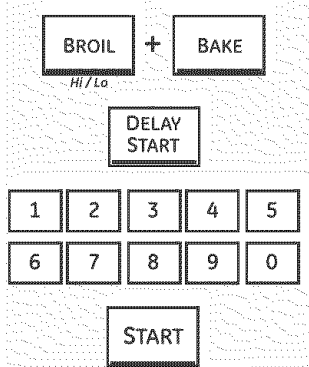 BROIL + BAKE
Hi / Lo
DELAY
START
1 2 3 4 5
6 7 8 9 0
START